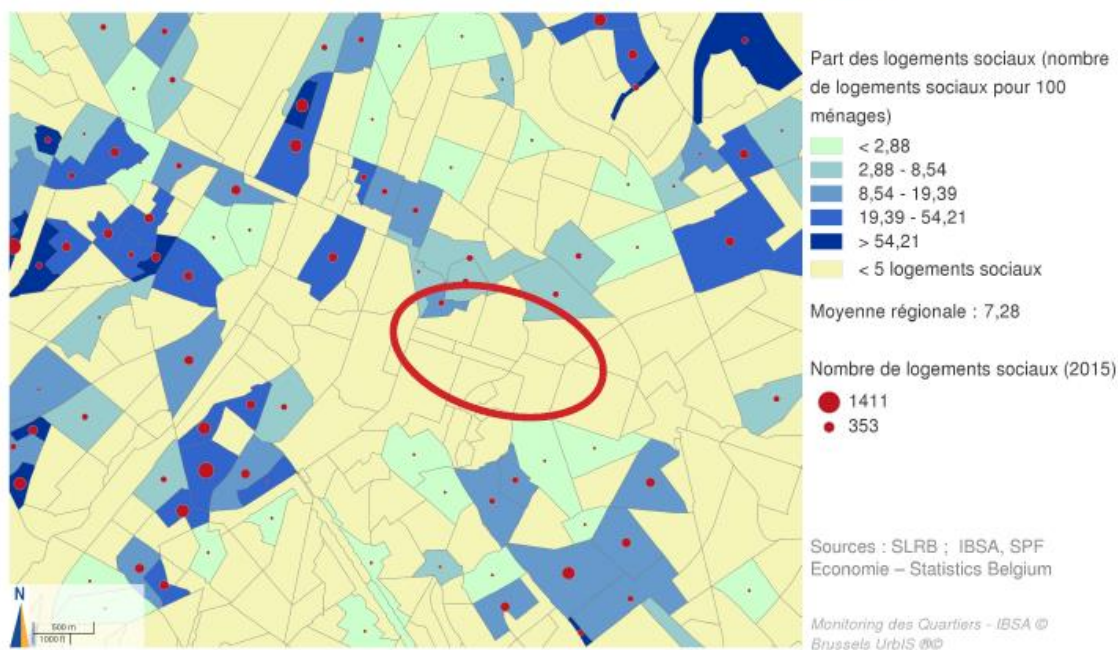 Part des logements sociaux (nombre
de logements sociaux pour 100
ménages)
< 2,88
2,88 - 8,54
8,54 - 19,39
19,39 - 54,21
> 54,21
< 5 logements sociaux
Moyenne régionale : 7,28
Nombre de logements sociaux (2015)
1411
353
Sources : SLRB ; IBSA, SPF
Economie – Statistics Belgium
Monitoring des Quartiers - IBSA ©
Brussels UrbIS ®©
N
500 m
1000 ft